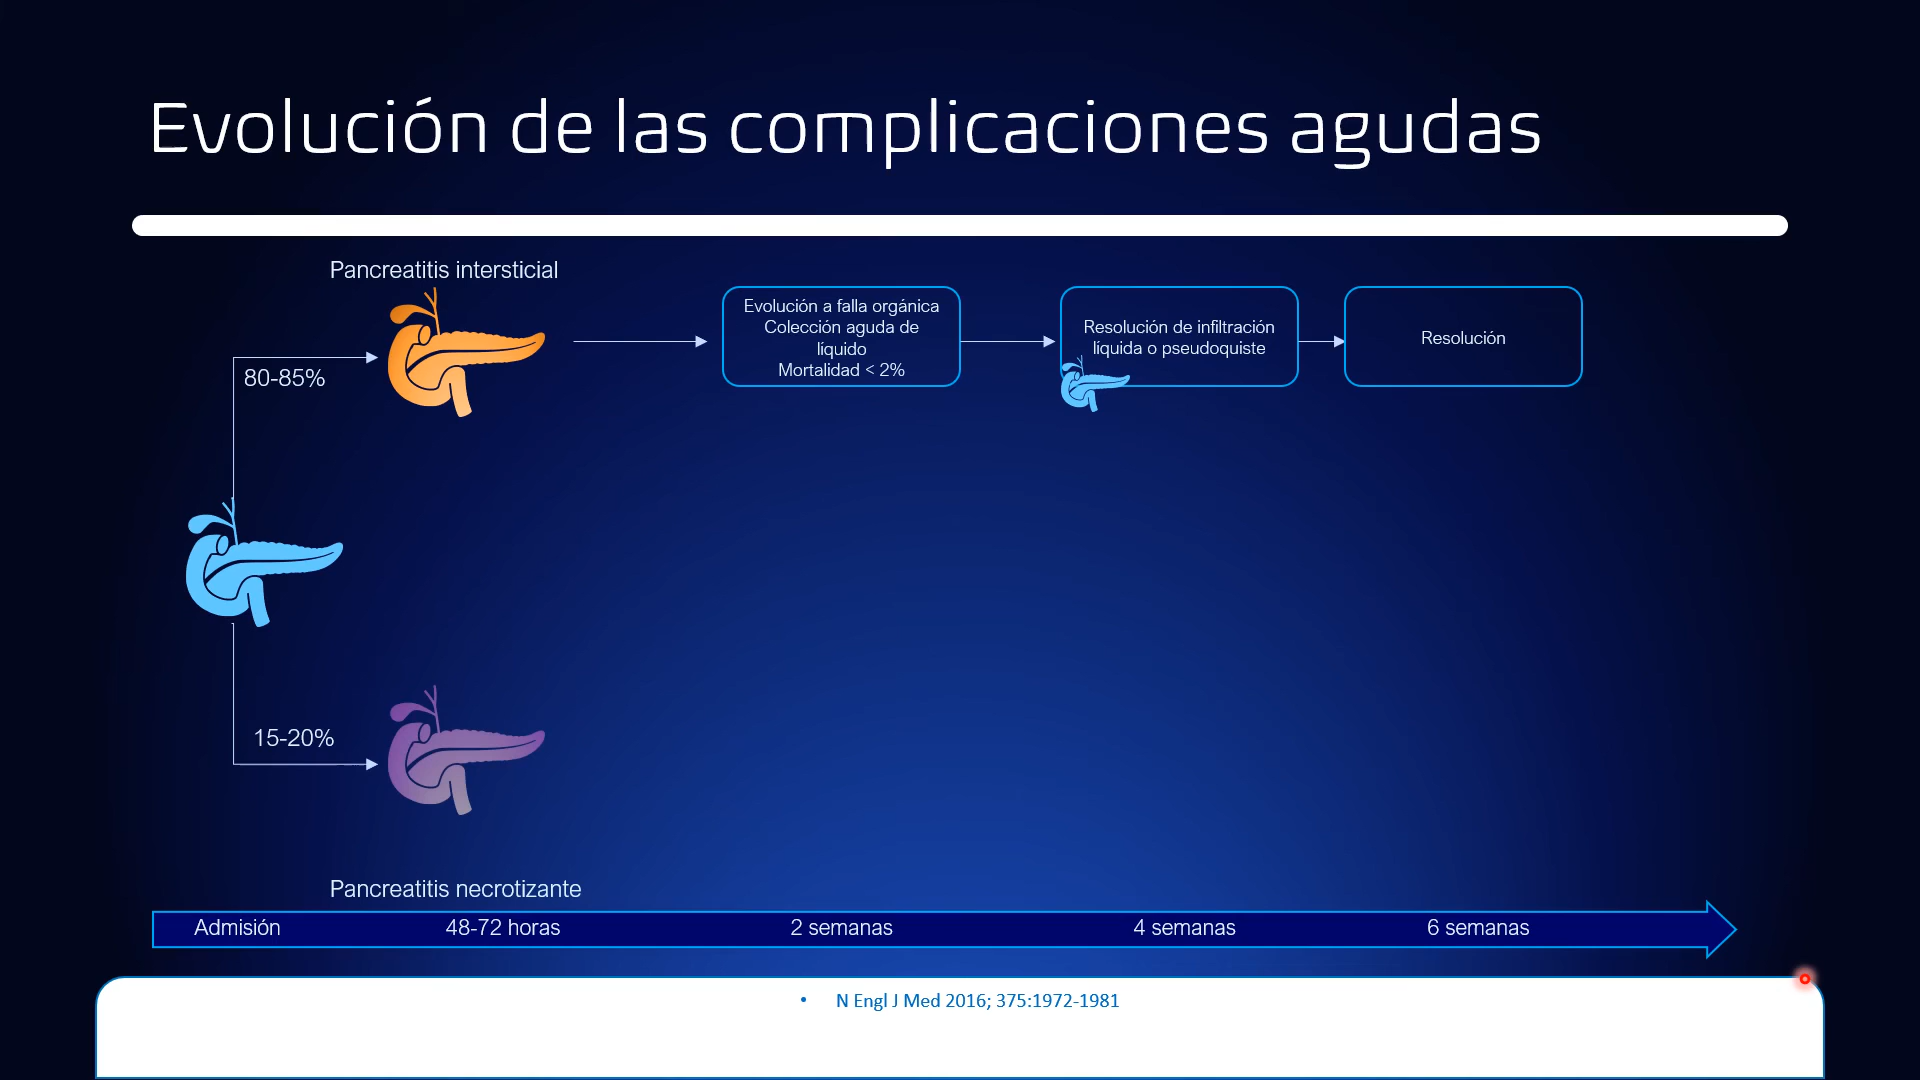 Evolución de las complicaciones agudas
Pancreatitis intersticial
80-85%
Evolución a falla orgánica
Colección aguda de
líquido
Mortalidad < 2%
Resolución de infiltración
líquida o pseudoquiste
Resolución
15-20%
Pancreatitis necrotizante
Admisión
48-72 horas
2 semanas
4 semanas
6 semanas
• N Engl J Med 2016; 375:1972-1981